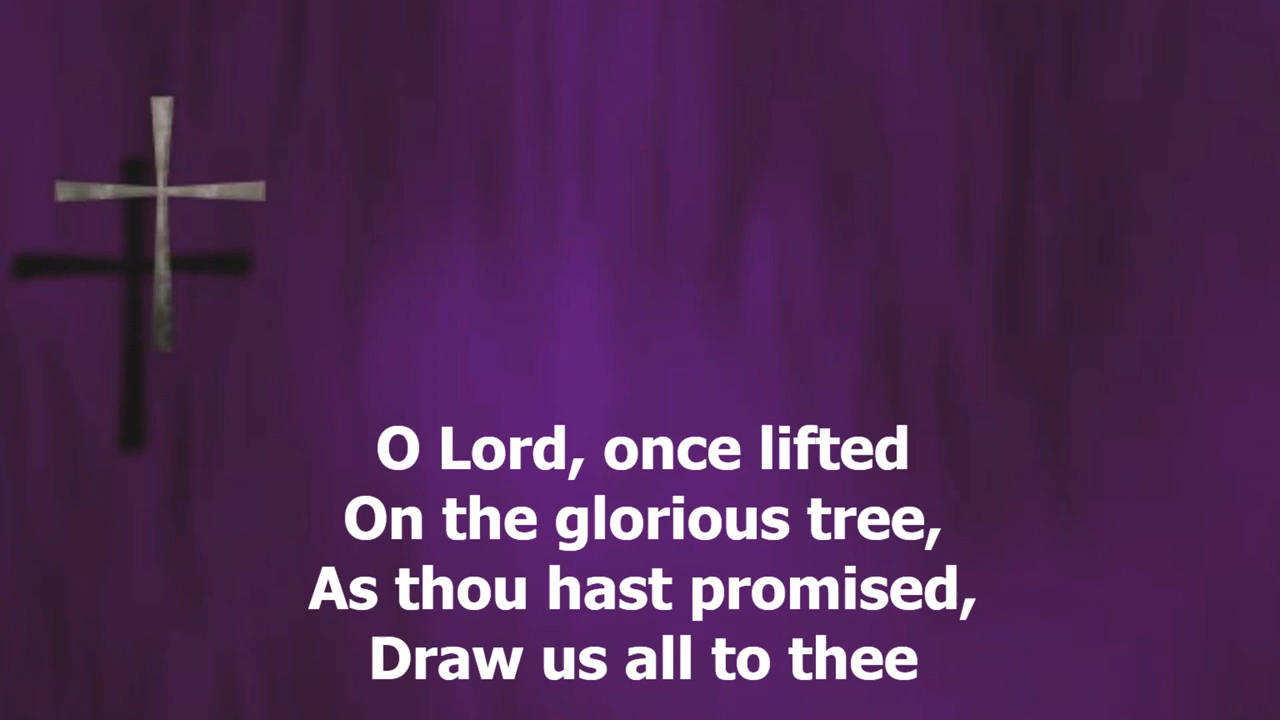 O Lord, once lifted
On the glorious tree,
As thou hast promised,
Draw us all to thee